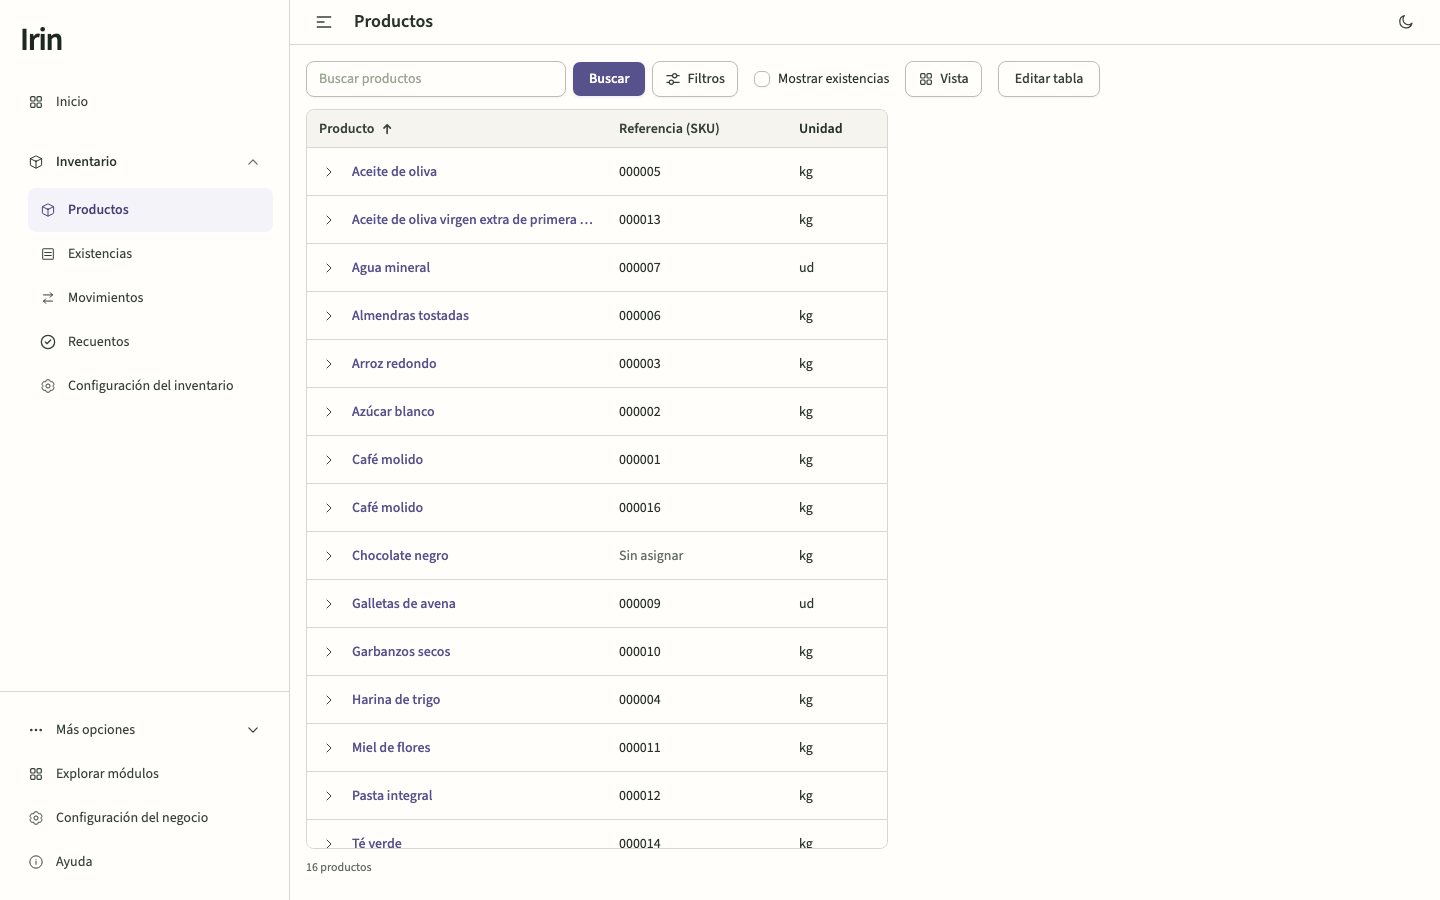 Irin
Productos
Inicio
Inventario
Productos
Existencias
Movimientos
Recuentos
Configuración del inventario
Más opciones
Explorar módulos
Configuración del negocio
Ayuda
Buscar productos Buscar Filtros Mostrar existencias Vista Editar tabla
Producto Referencia (SKU) Unidad
Aceite de oliva 000005 kg
Aceite de oliva virgen extra de primera … 000013 kg
Agua mineral 000007 ud
Almendras tostadas 000006 kg
Arroz redondo 000003 kg
Azúcar blanco 000002 kg
Café molido 000001 kg
Café molido 000016 kg
Chocolate negro Sin asignar kg
Galletas de avena 000009 ud
Garbanzos secos 000010 kg
Harina de trigo 000004 kg
Miel de flores 000011 kg
Pasta integral 000012 kg
Té verde 000014 kg
16 productos